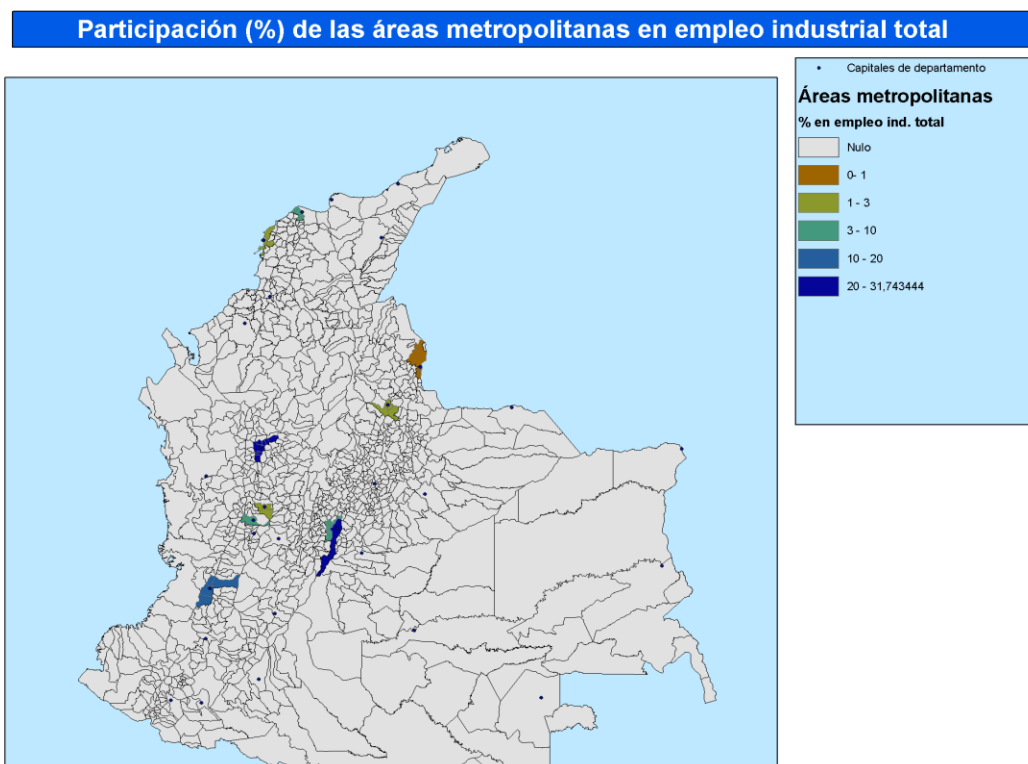 Participación (%) de las áreas metropolitanas en empleo industrial total
Capitales de departamento
Áreas metropolitanas
% en empleo ind. total
Nulo
0- 1
1 - 3
3 - 10
10 - 20
20 - 31,743444